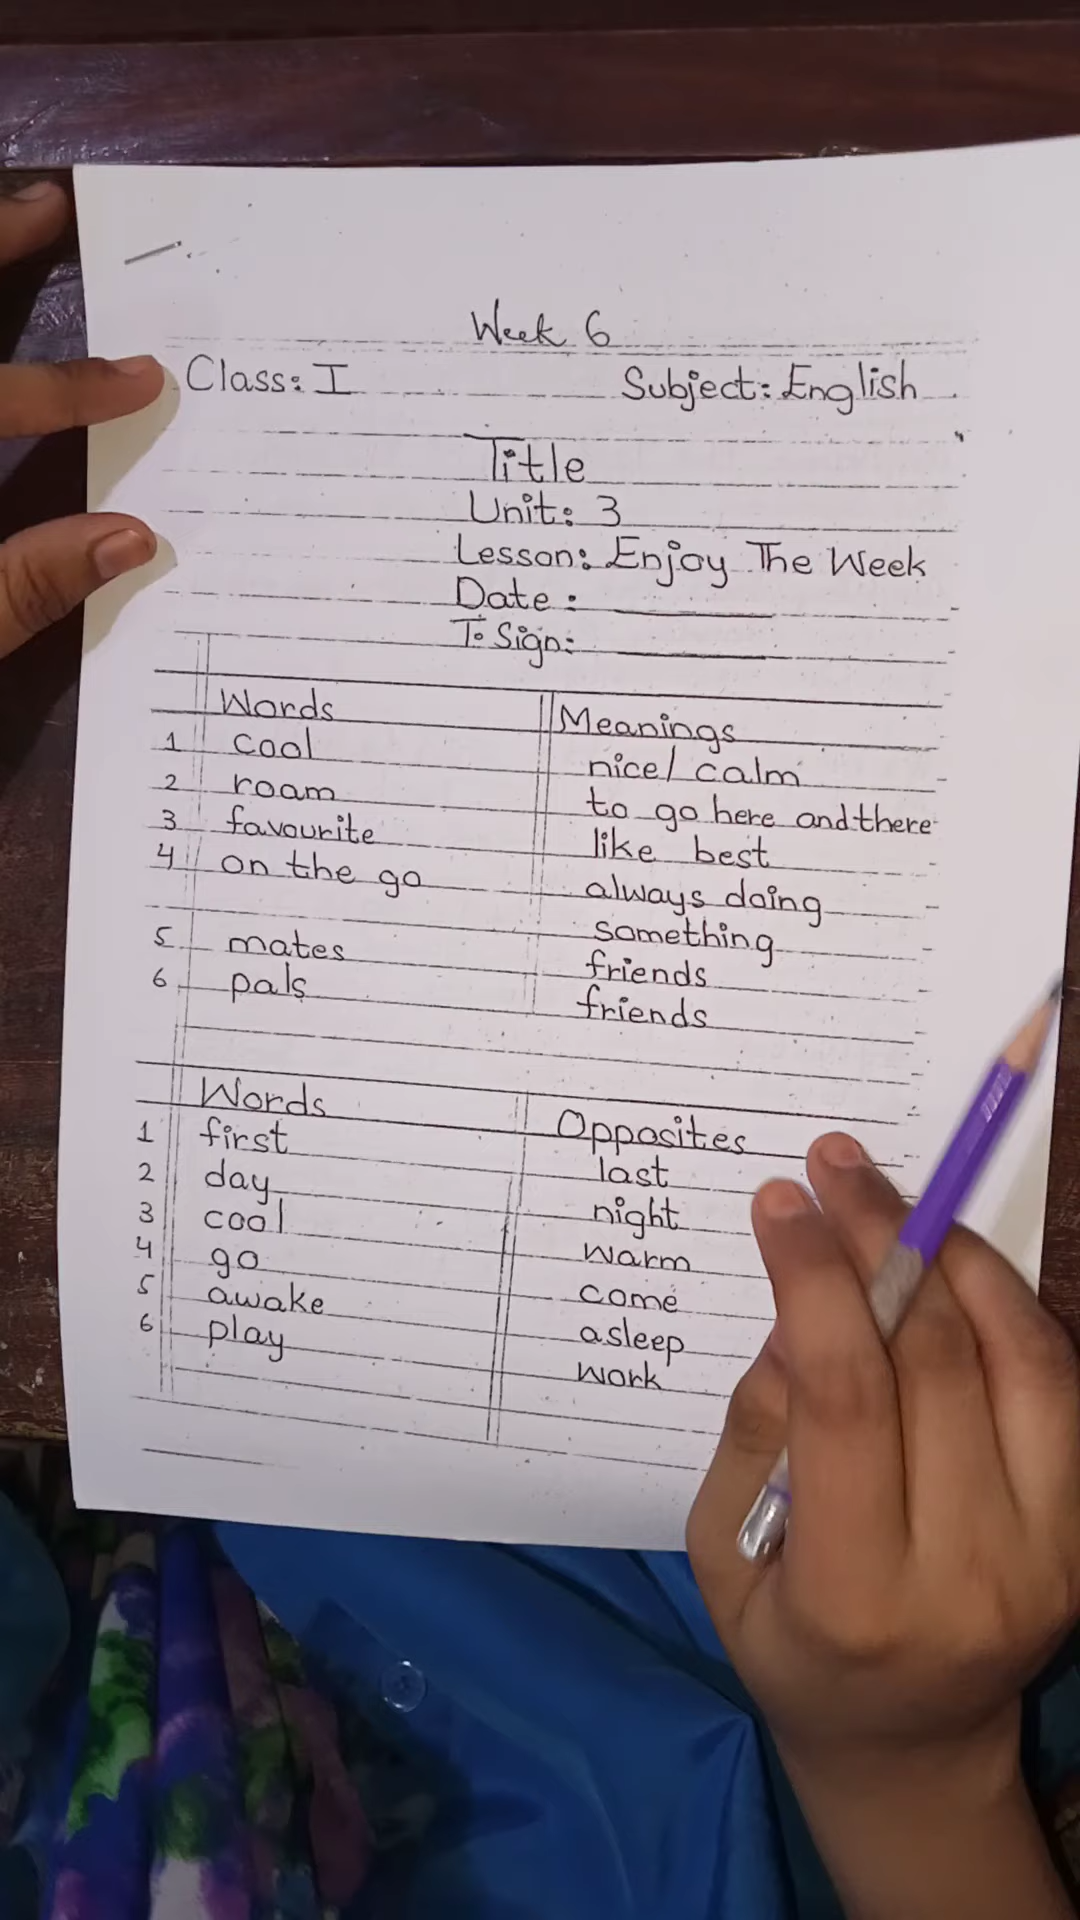 Week 6
Class: I Subject: English
Title
Unit: 3
Lesson: Enjoy The Week
Date:
T. Sign:
Words Meanings
1 cool nice/ calm
2 roam to go here and there
3 favourite like best
4 on the go always doing
something
5 mates friends
6 pals friends
Words Opposites
1 first last
2 day night
3 cool warm
4 go come
5 awake asleep
6 play work